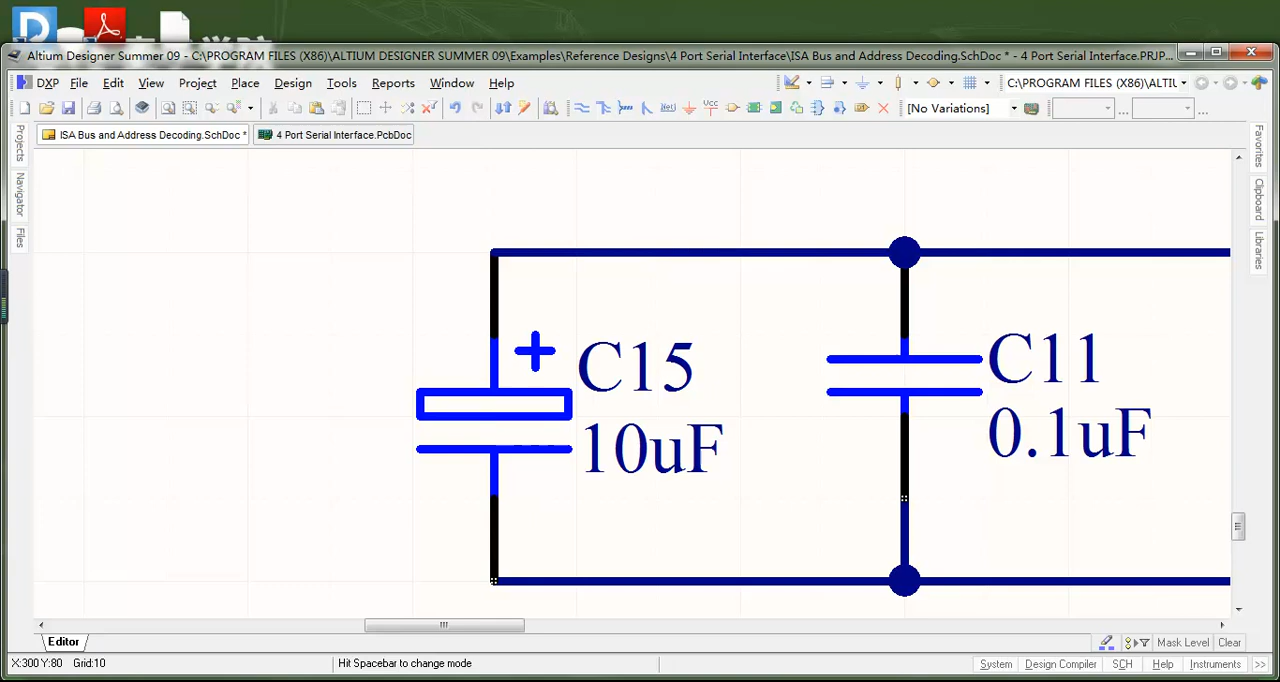 Altium Designer Summer 09 - C:\PROGRAM FILES (X86)\ALTIUM DESIGNER SUMMER 09\Examples\Reference Designs\4 Port Serial Interface\ISA Bus and Address Decoding.SchDoc * - 4 Port Serial Interface.PRJP...
DXP File Edit View Project Place Design Tools Reports Window Help C:\PROGRAM FILES (X86)\ALTIU
Vcc [No Variations] ... ...
ISA Bus and Address Decoding.SchDoc * 4 Port Serial Interface.PcbDoc
Projects
Navigator
Files
Favorites
Clipboard
Libraries
+ C15
10uF
C11
0.1uF
Editor
Mask Level Clear
X:300 Y:80 Grid:10 Hit Spacebar to change mode System Design Compiler SCH Help Instruments >>